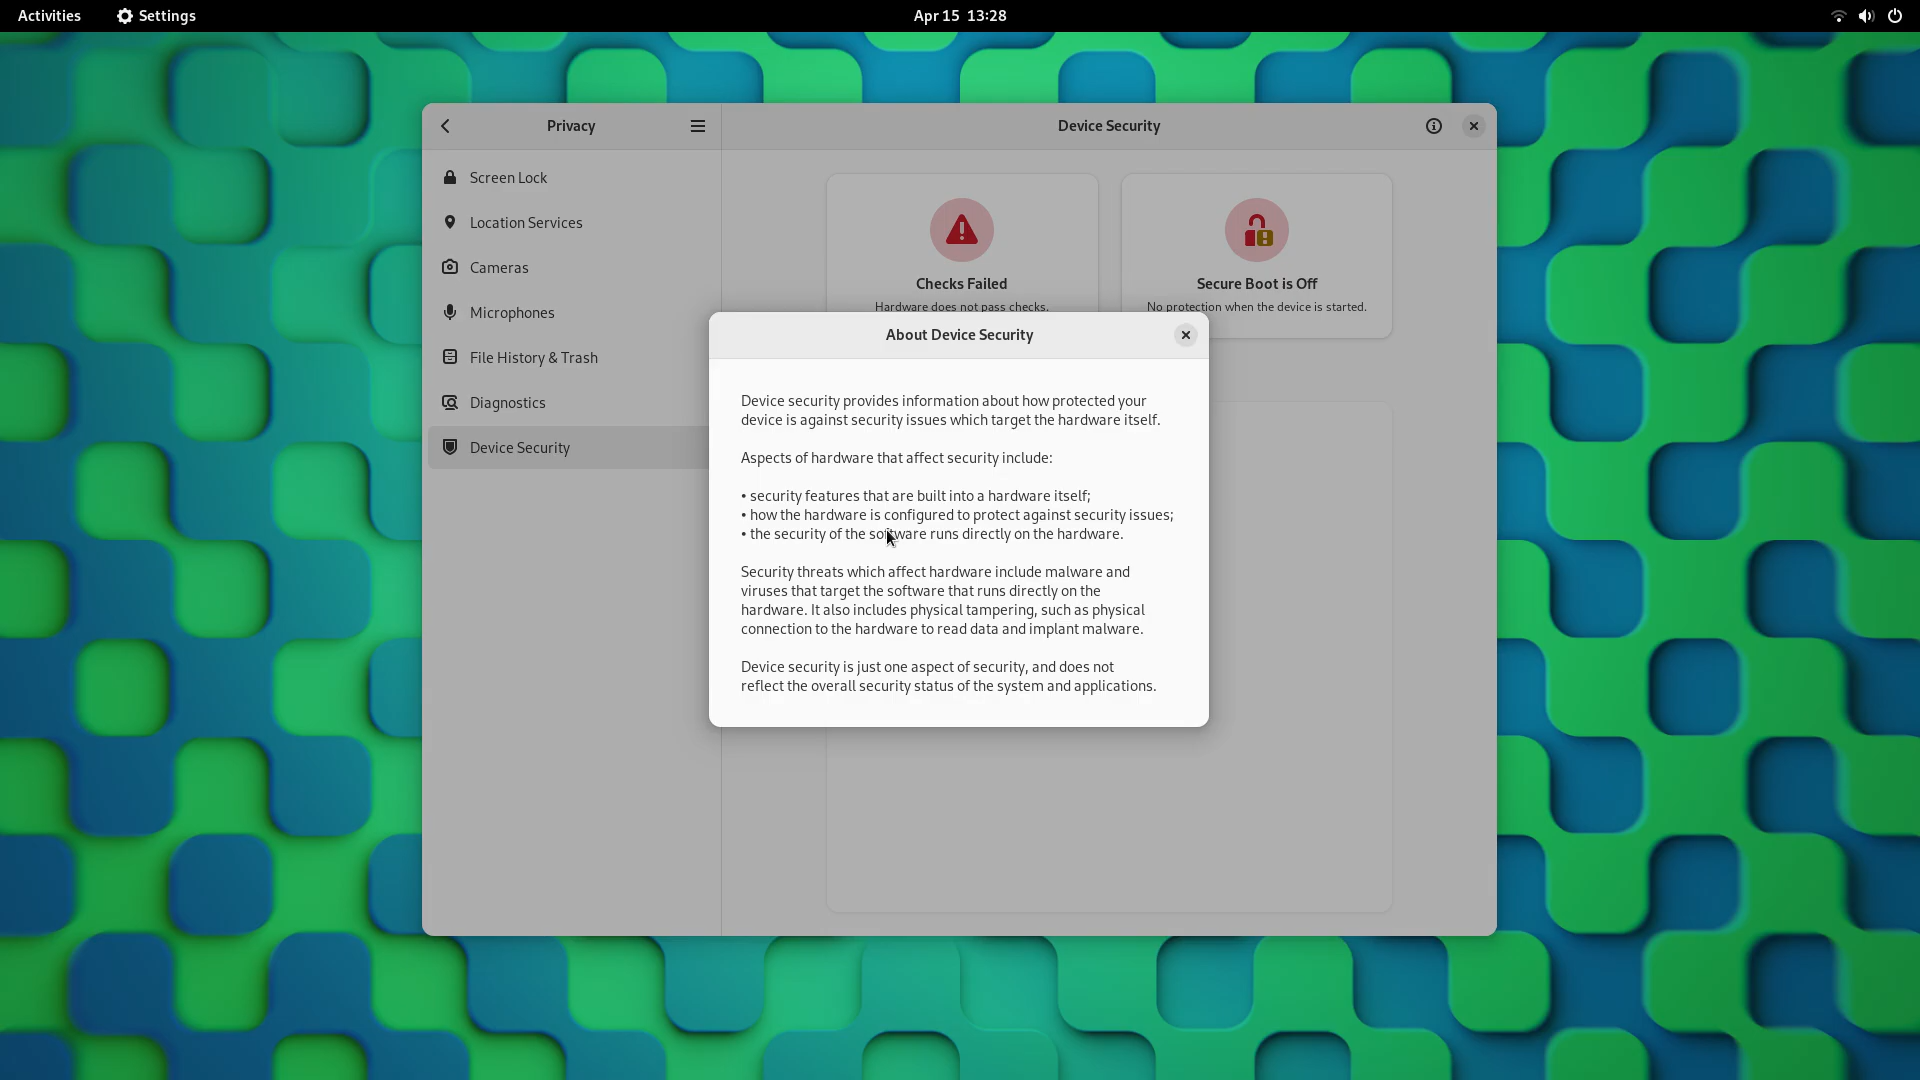 Activities
Settings
Apr 15 13:28
Privacy
Device Security
Screen Lock
Location Services
Cameras
Microphones
File History & Trash
Diagnostics
Device Security
Checks Failed
Hardware does not pass checks.
Secure Boot is Off
No protection when the device is started.
About Device Security
Device security provides information about how protected your
device is against security issues which target the hardware itself.
Aspects of hardware that affect security include:
• security features that are built into a hardware itself;
• how the hardware is configured to protect against security issues;
• the security of the software runs directly on the hardware.
Security threats which affect hardware include malware and
viruses that target the software that runs directly on the
hardware. It also includes physical tampering, such as physical
connection to the hardware to read data and implant malware.
Device security is just one aspect of security, and does not
reflect the overall security status of the system and applications.